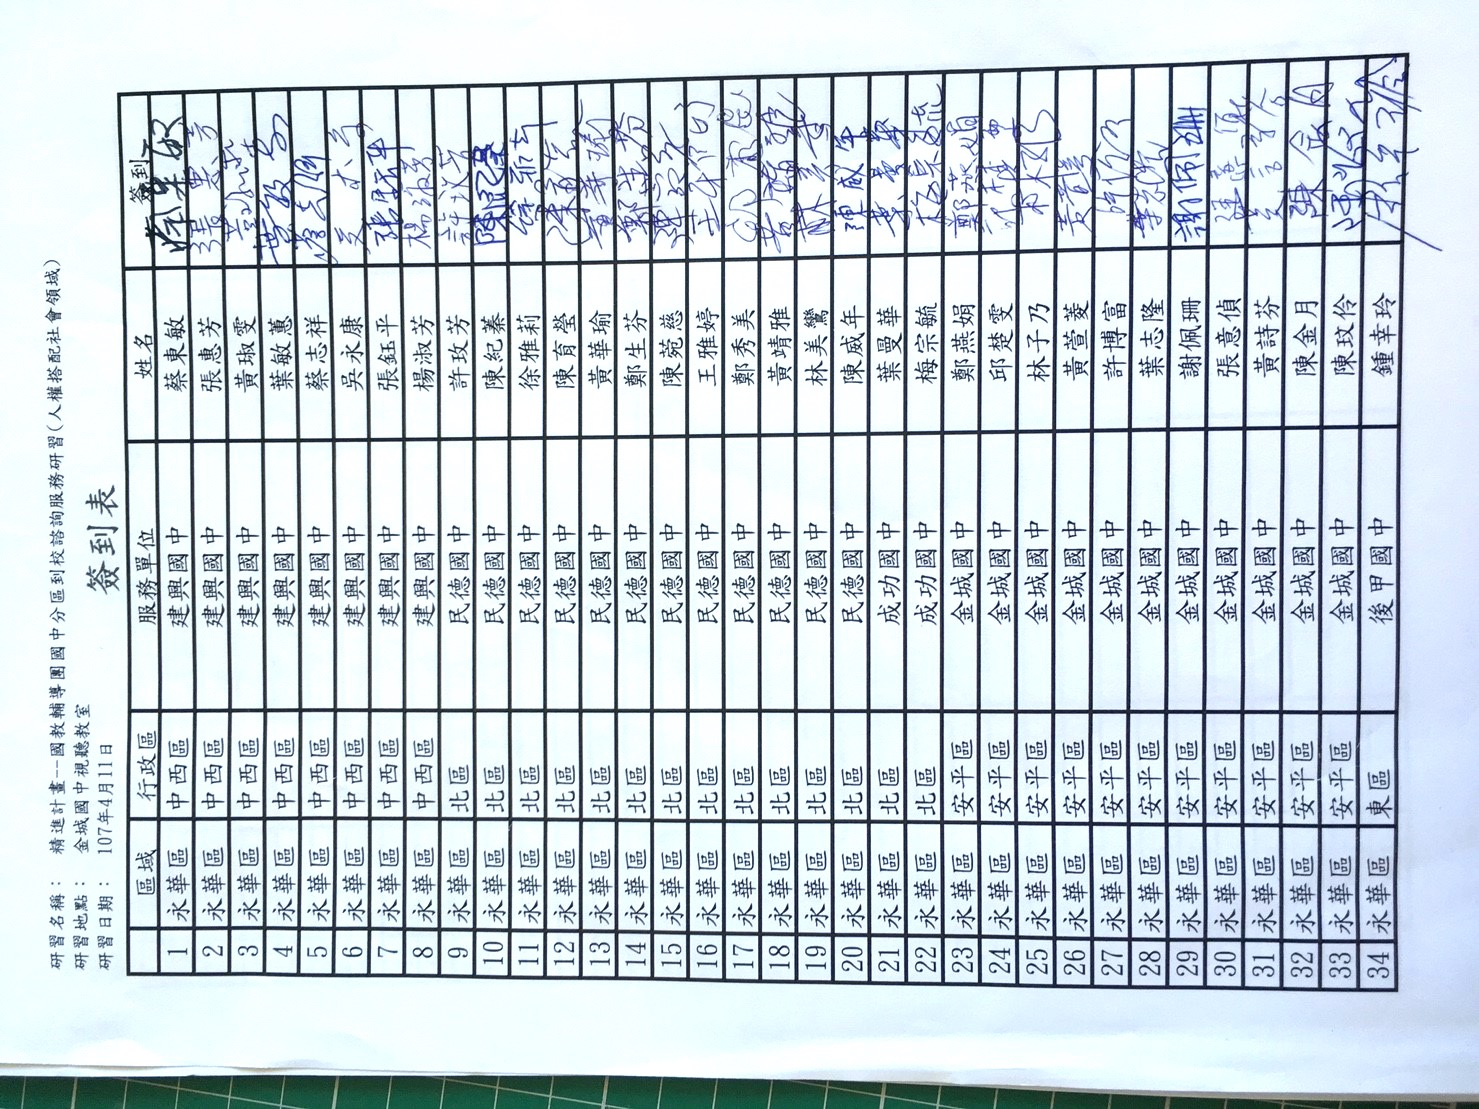 研習名稱： 精進計畫--國教輔導團國中分區到校諮詢服務研習(人權搭配社會領域)
研習地點： 金城國中視聽教室
研習日期： 107年4月11日
簽到表
區域 行政區 服務單位 姓名 簽到
1 永華區 中西區 建興國中 蔡東敏
2 永華區 中西區 建興國中 張惠芳
3 永華區 中西區 建興國中 黃琡雯
4 永華區 中西區 建興國中 葉敏蕙
5 永華區 中西區 建興國中 蔡志祥
6 永華區 中西區 建興國中 吳永康
7 永華區 中西區 建興國中 張鈺平
8 永華區 中西區 建興國中 楊淑芳 楊淑芳
9 永華區 北區 民德國中 許玫芳 許玫芳
10 永華區 北區 民德國中 陳紀蓁 陳紀蓁
11 永華區 北區 民德國中 徐雅莉
12 永華區 北區 民德國中 陳育瑩
13 永華區 北區 民德國中 黃華瑜
14 永華區 北區 民德國中 鄭生芬
15 永華區 北區 民德國中 陳菀慈
16 永華區 北區 民德國中 王雅婷
17 永華區 北區 民德國中 鄭秀美
18 永華區 北區 民德國中 黃靖雅
19 永華區 北區 民德國中 林美鸞
20 永華區 北區 民德國中 陳威年 陳威年
21 永華區 北區 成功國中 葉曼華
22 永華區 北區 成功國中 梅宗毓
23 永華區 安平區 金城國中 鄭燕娟 鄭燕娟
24 永華區 安平區 金城國中 邱楚雯
25 永華區 安平區 金城國中 林子乃
26 永華區 安平區 金城國中 黃萱菱
27 永華區 安平區 金城國中 許博富
28 永華區 安平區 金城國中 葉志隆
29 永華區 安平區 金城國中 謝佩珊 謝佩珊
30 永華區 安平區 金城國中 張意偵
31 永華區 安平區 金城國中 黃詩芬
32 永華區 安平區 金城國中 陳金月 陳金月
33 永華區 安平區 金城國中 陳玟伶
34 永華區 東區 後甲國中 鍾幸玲